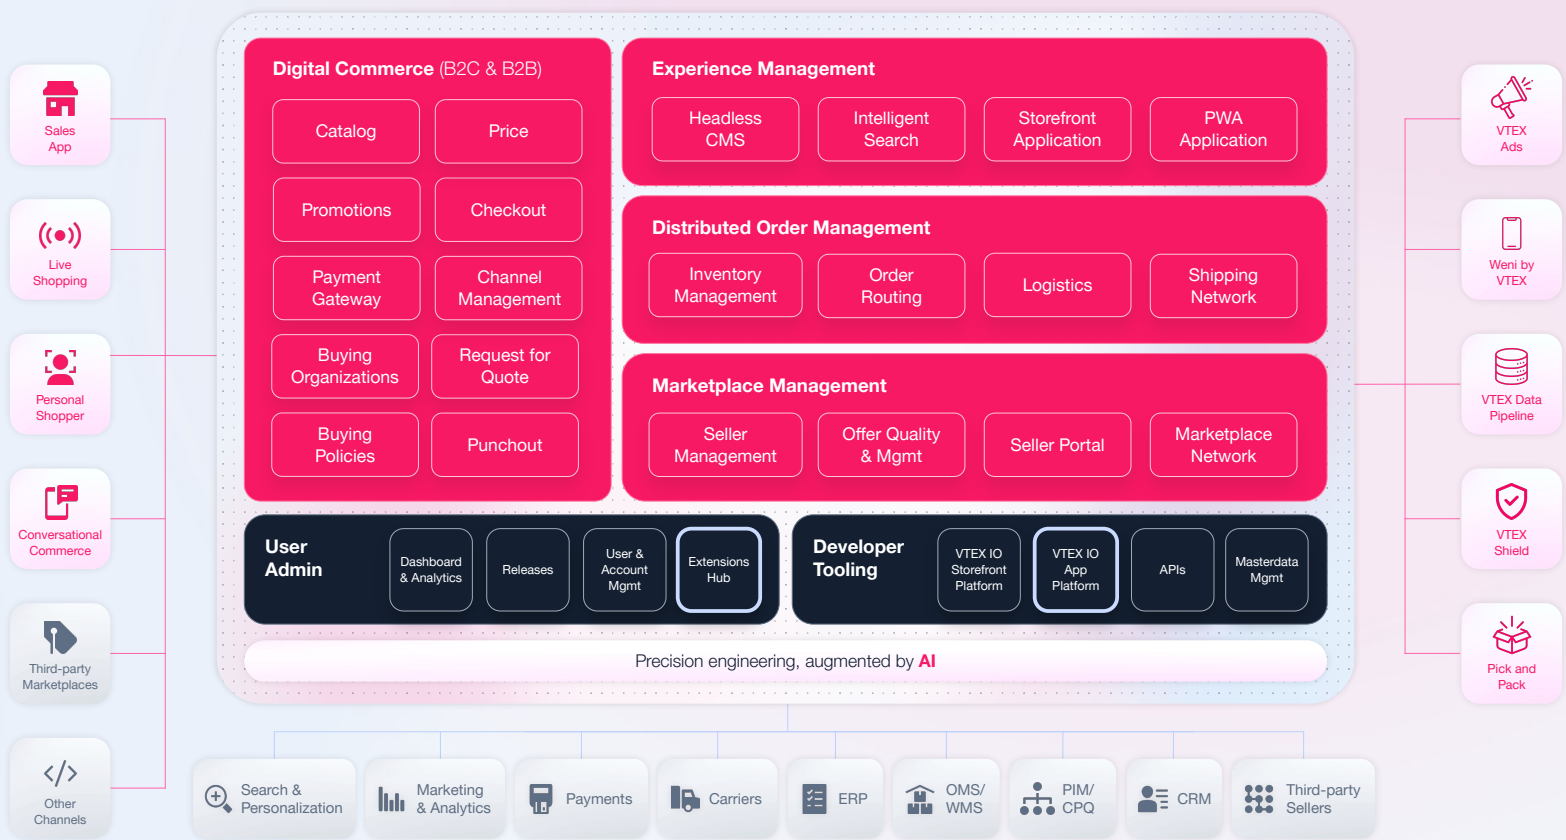 Sales
App
Live
Shopping
Personal
Shopper
Conversational
Commerce
Third-party
Marketplaces
Other
Channels
Digital Commerce (B2C & B2B)
Catalog
Price
Promotions
Checkout
Payment
Gateway
Channel
Management
Buying
Organizations
Request for
Quote
Buying
Policies
Punchout
Experience Management
Headless
CMS
Intelligent
Search
Storefront
Application
PWA
Application
Distributed Order Management
Inventory
Management
Order
Routing
Logistics
Shipping
Network
Marketplace Management
Seller
Management
Offer Quality
& Mgmt
Seller Portal
Marketplace
Network
User
Admin
Dashboard
& Analytics
Releases
User &
Account
Mgmt
Extensions
Hub
Developer
Tooling
VTEX IO
Storefront
Platform
VTEX IO
App
Platform
APIs
Masterdata
Mgmt
Precision engineering, augmented by AI
VTEX
Ads
Weni by
VTEX
VTEX Data
Pipeline
VTEX
Shield
Pick and
Pack
Search &
Personalization
Marketing
& Analytics
Payments
Carriers
ERP
OMS/
WMS
PIM/
CPQ
CRM
Third-party
Sellers